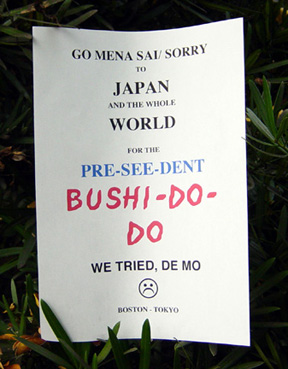 GO MENA SAI/ SORRY
TO
JAPAN
AND THE WHOLE
WORLD
FOR THE
PRE-SEE-DENT
BUSHI-DO-
DO
WE TRIED, DE MO
BOSTON - TOKYO